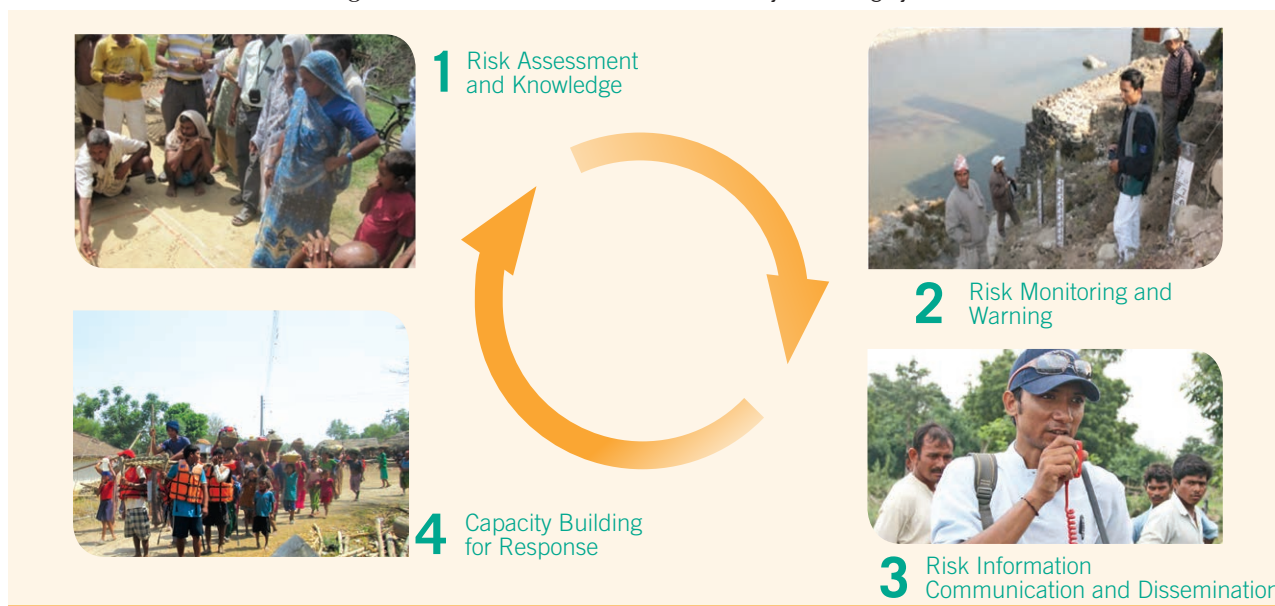 1 Risk Assessment
and Knowledge
2 Risk Monitoring and
Warning
3 Risk Information
Communication and Dissemination
4 Capacity Building
for Response